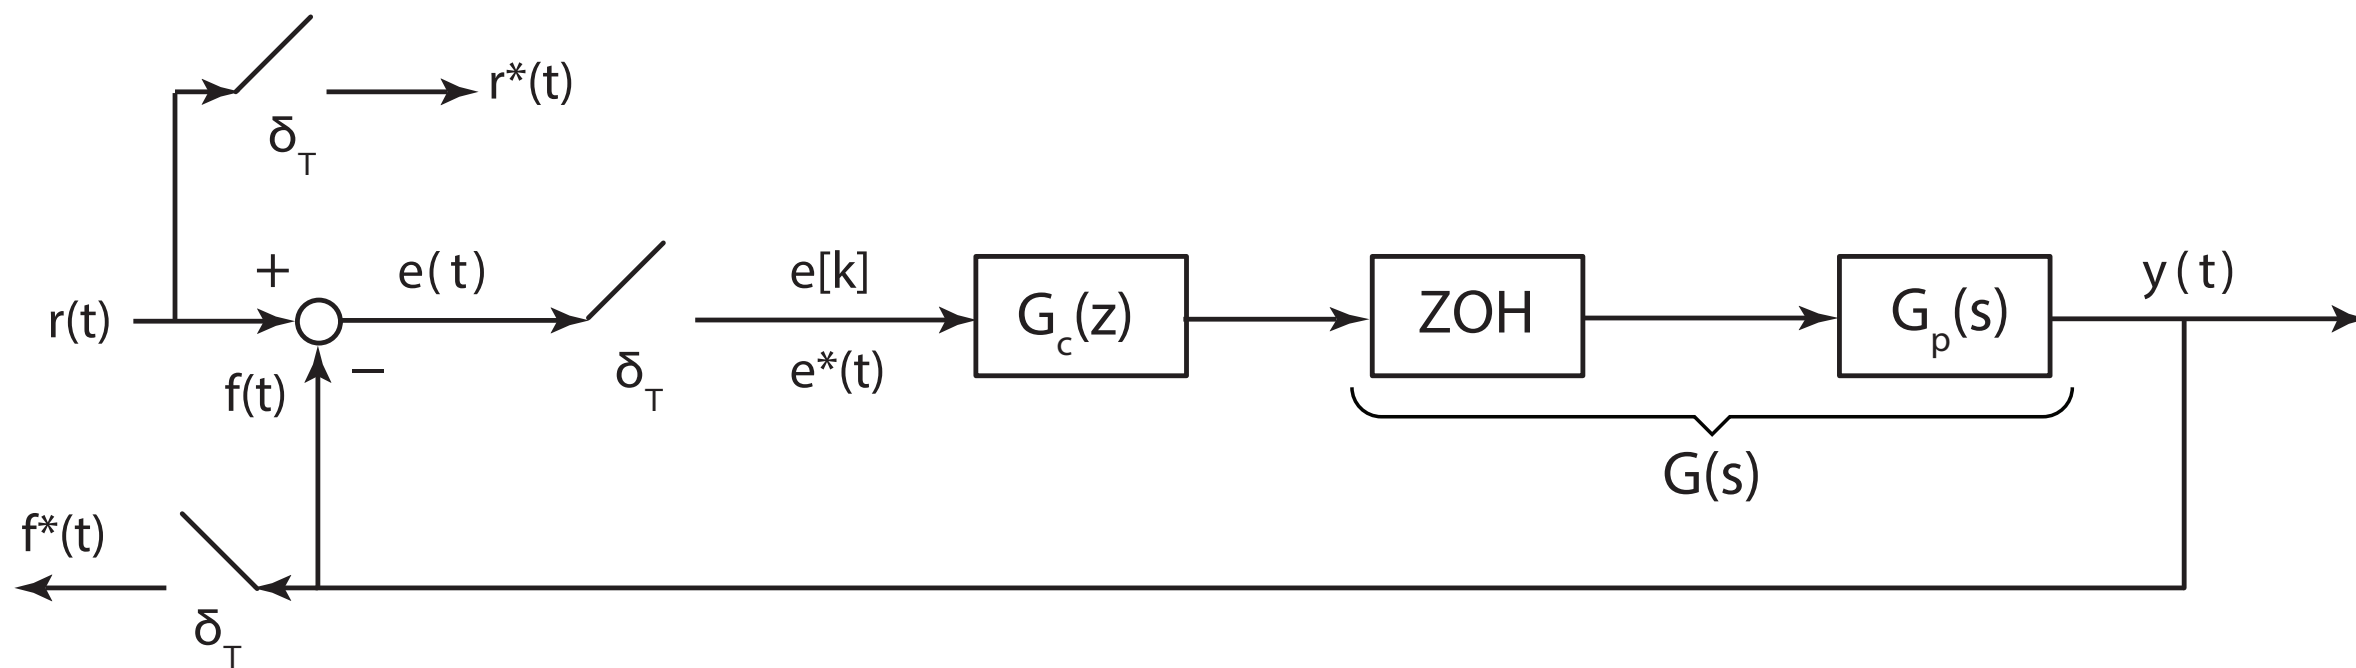 r*(t)
δT
r(t)
+
e(t)
e[k]
e*(t)
δT
Gc(z)
ZOH
Gp(s)
y(t)
f(t)
−
G(s)
f*(t)
δT